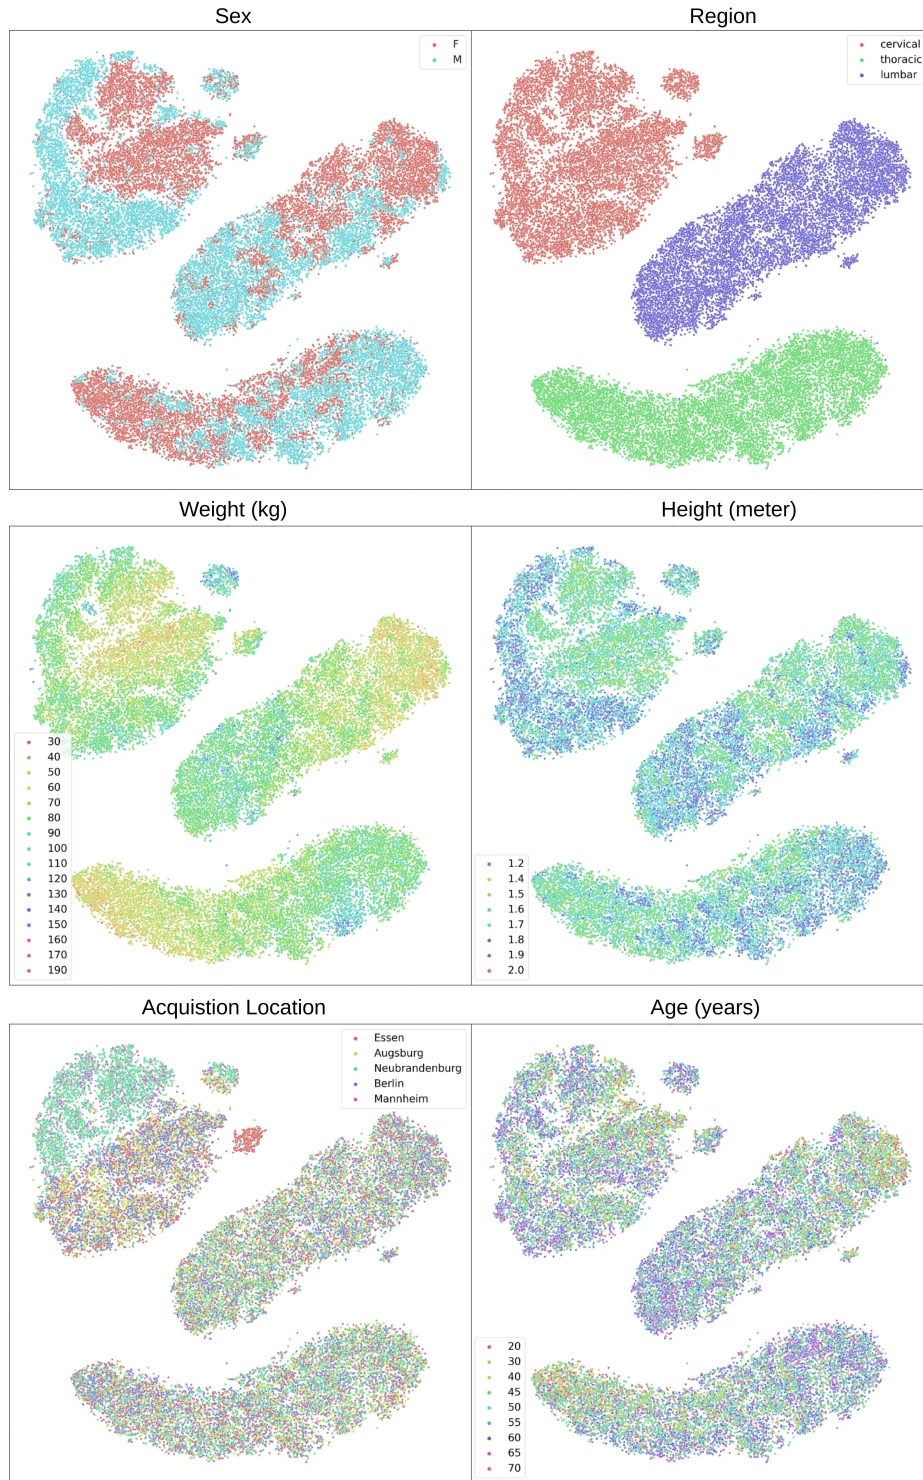 Sex
F
M
Region
cervical
thoracic
lumbar
Weight (kg)
30
40
50
60
70
80
90
100
110
120
130
140
150
160
170
190
Height (meter)
1.2
1.4
1.5
1.6
1.7
1.8
1.9
2.0
Acquistion Location
Essen
Augsburg
Neubrandenburg
Berlin
Mannheim
Age (years)
20
30
40
45
50
55
60
65
70